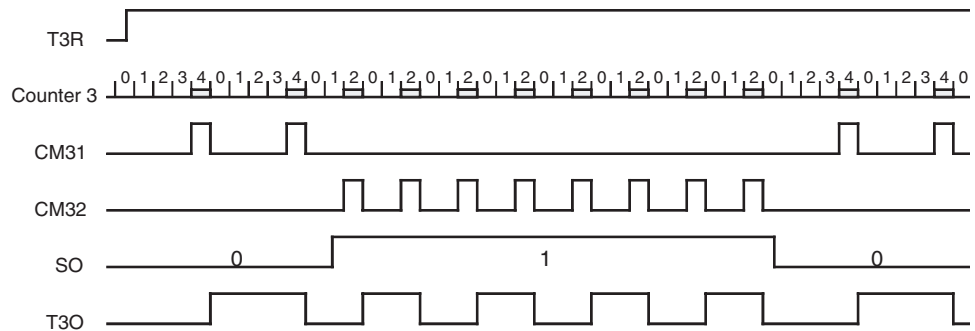 T3R
0 1 2 3 4 0 1 2 3 4 0 1 2 0 1 2 0 1 2 0 1 2 0 1 2 0 1 2 0 1 2 0 1 2 0 1 2 3 4 0 1 2 3 4 0
Counter 3
CM31
CM32
SO 0 1 0
T3O